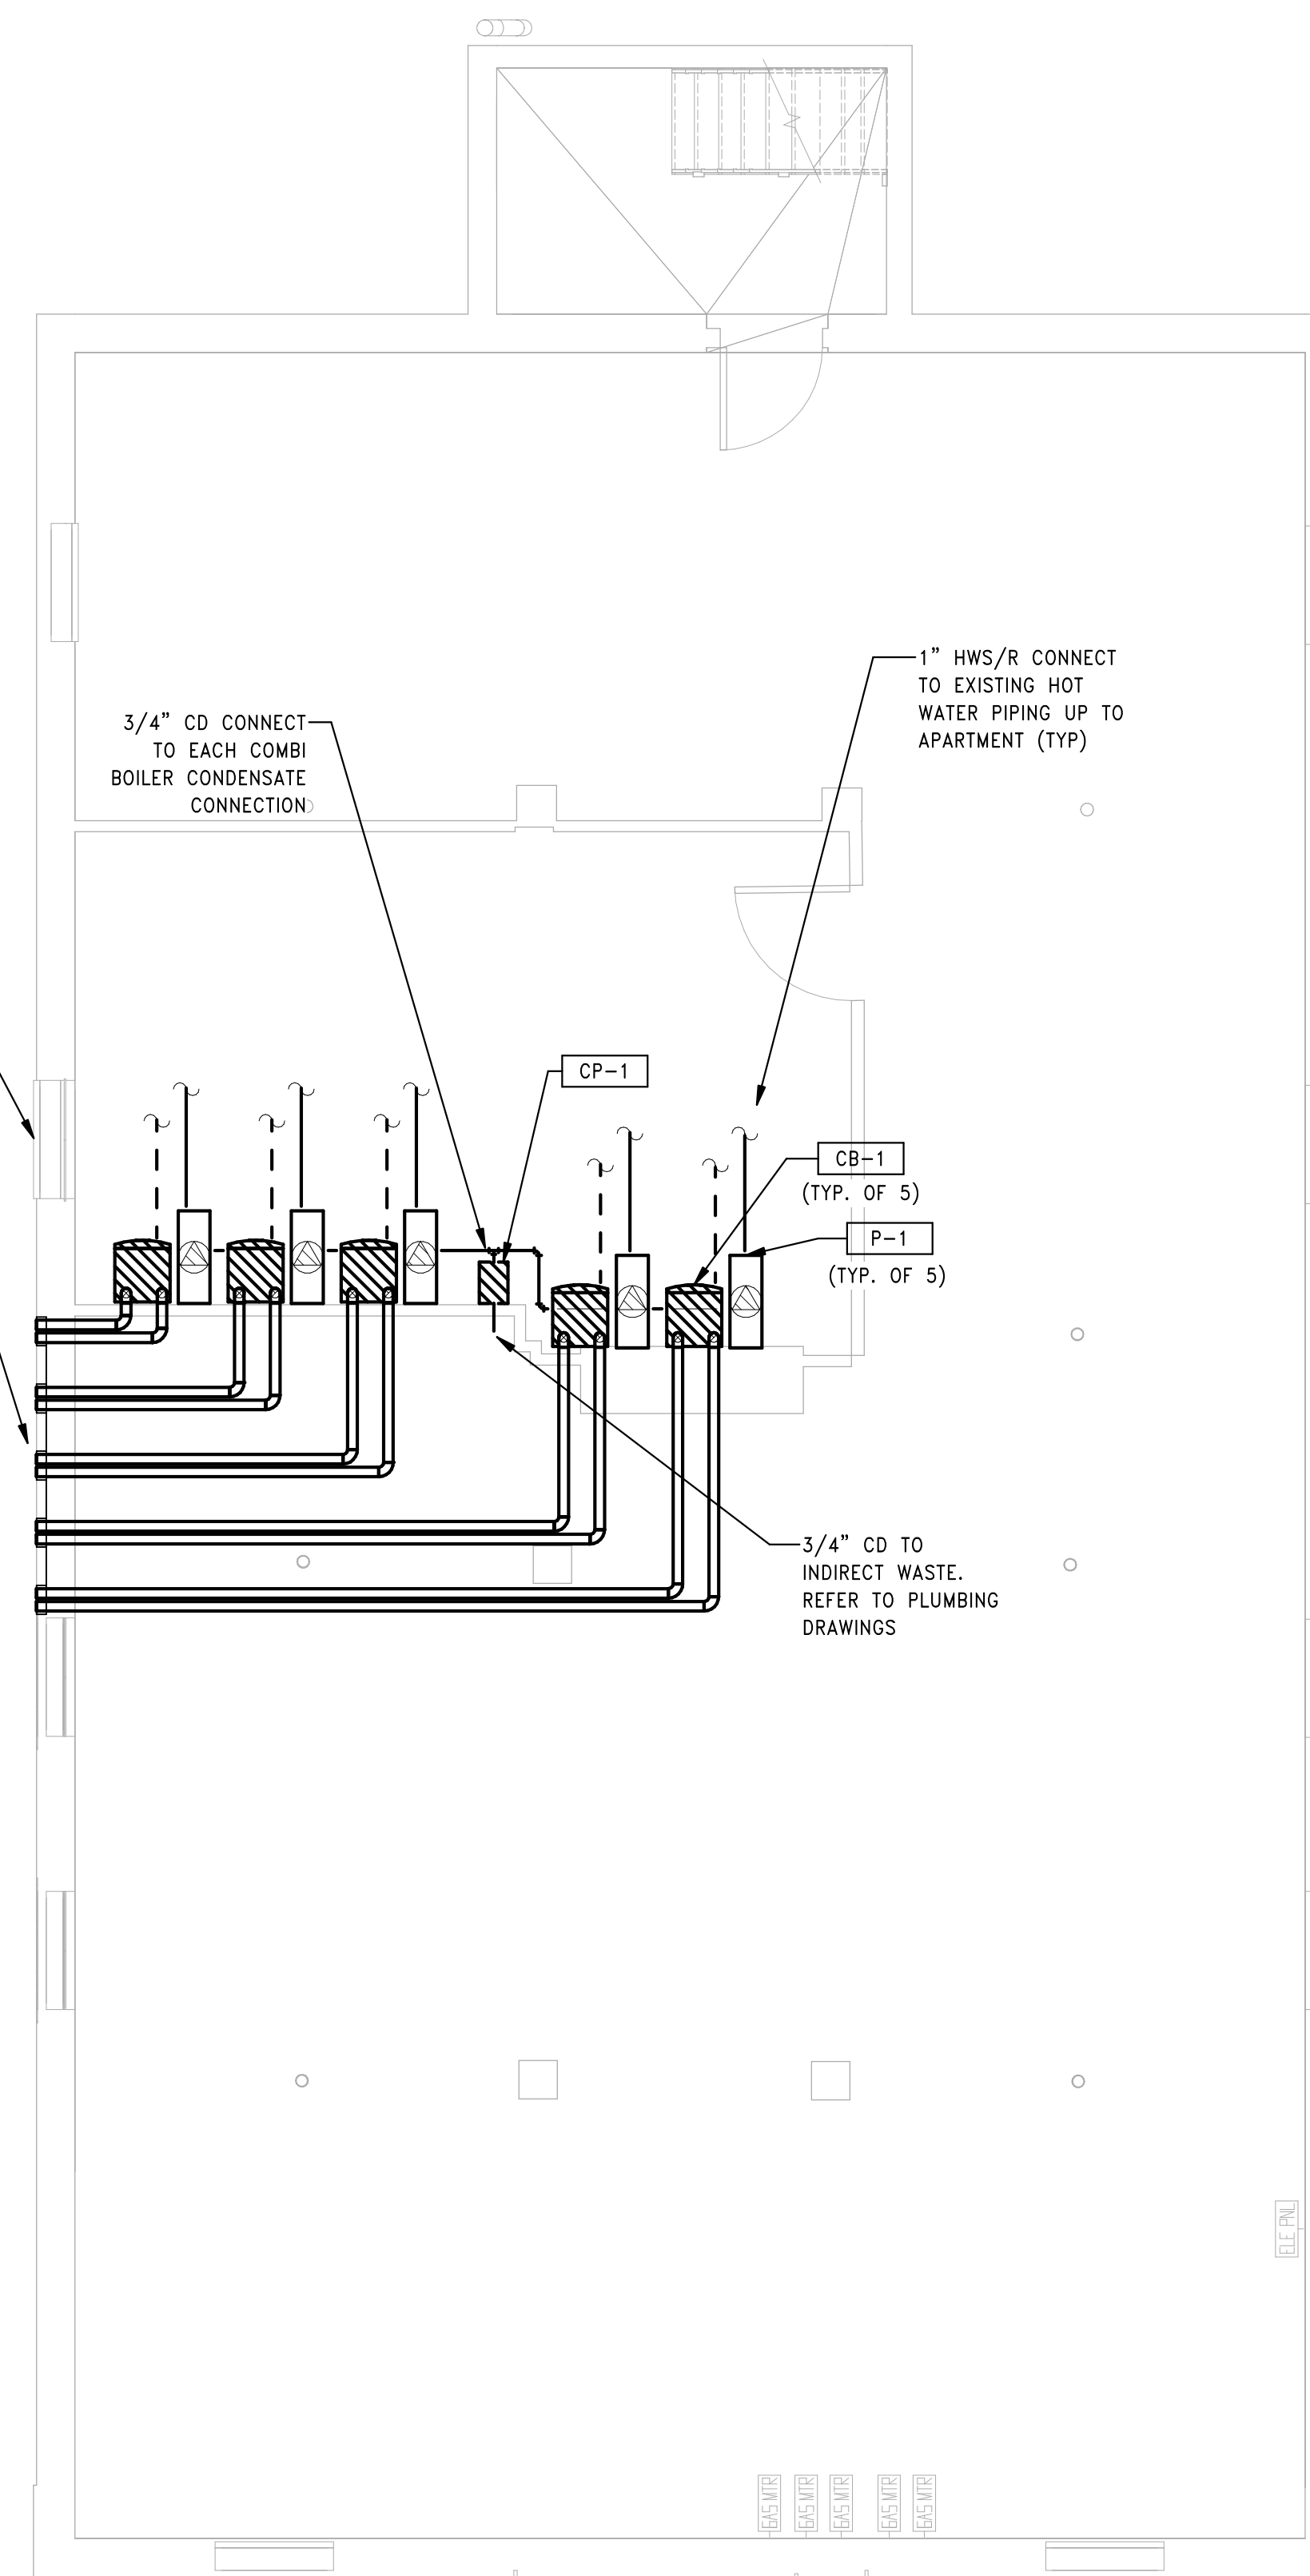 1" HWS/R CONNECT
TO EXISTING HOT
WATER PIPING UP TO
APARTMENT (TYP)
3/4" CD CONNECT
TO EACH COMBI
BOILER CONDENSATE
CONNECTION
CP-1
CB-1
(TYP. OF 5)
P-1
(TYP. OF 5)
3/4" CD TO
INDIRECT WASTE.
REFER TO PLUMBING
DRAWINGS
ELE PNL
GAS MTR
GAS MTR
GAS MTR
GAS MTR
GAS MTR